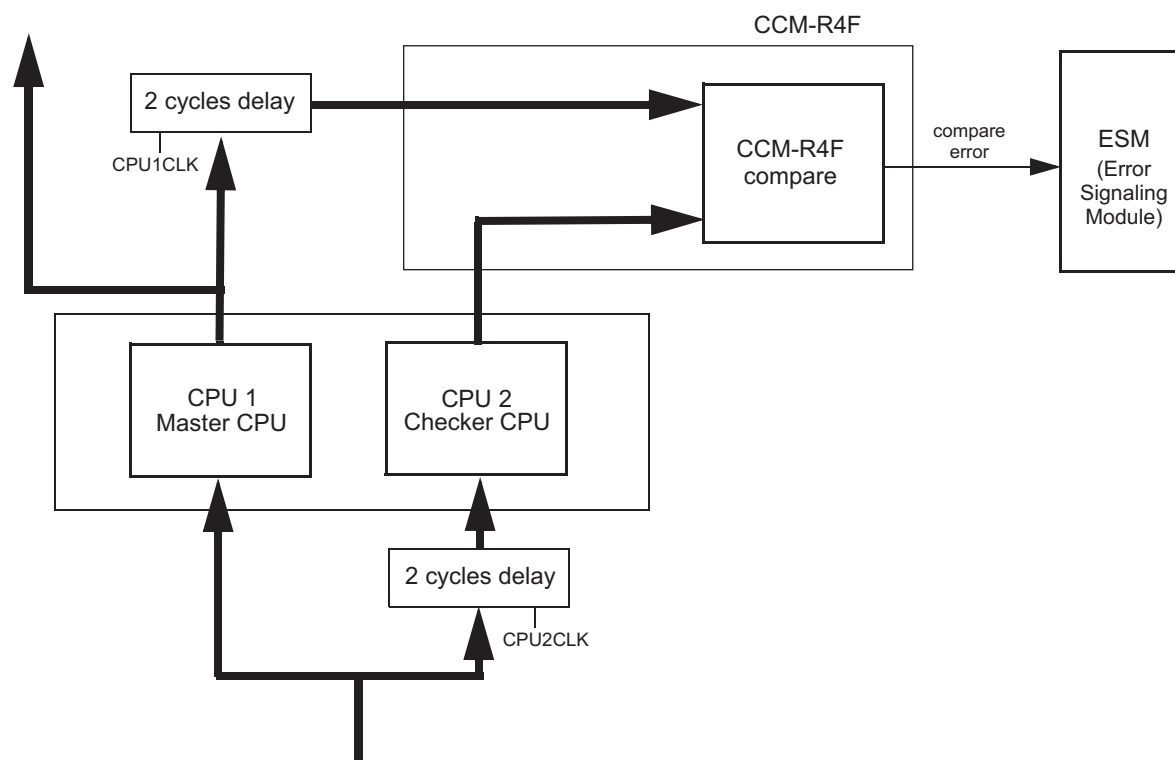 CCM-R4F
2 cycles delay
CPU1CLK
CCM-R4F
compare
compare
error
ESM
(Error
Signaling
Module)
CPU 1
Master CPU
CPU 2
Checker CPU
2 cycles delay
CPU2CLK